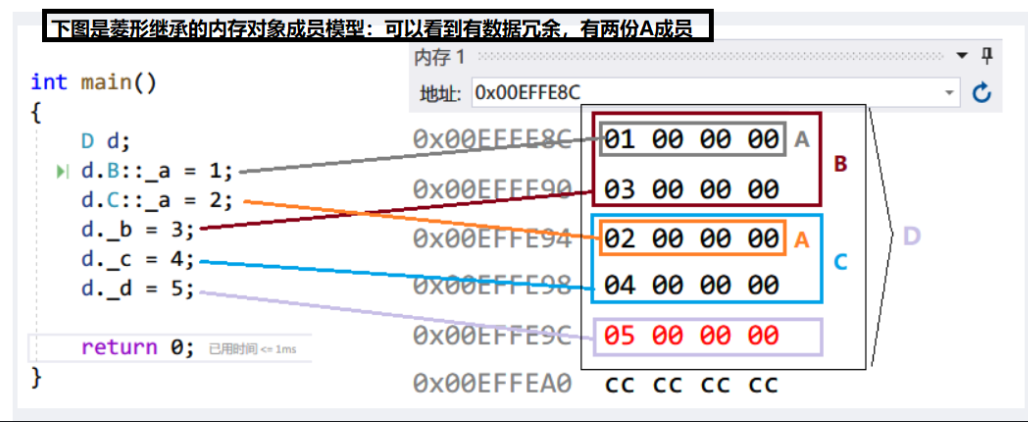 下图是菱形继承的内存对象成员模型：可以看到有数据冗余，有两份A成员
int main()
{
D d;
d.B::_a = 1;
d.C::_a = 2;
d._b = 3;
d._c = 4;
d._d = 5;
return 0; 已用时间 <= 1ms
}
内存 1
地址: 0x00EFFE8C
0x00EFFE8C 01 00 00 00 A
0x00EFFE90 03 00 00 00
B
0x00EFFE94 02 00 00 00 A
0x00EFFE98 04 00 00 00
C
D
0x00EFFE9C 05 00 00 00
0x00EFFEA0 cc cc cc cc